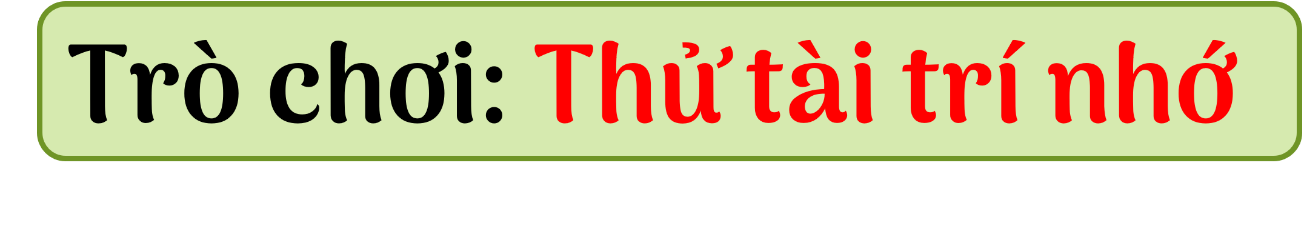 Trò chơi: Thử tài trí nhớ